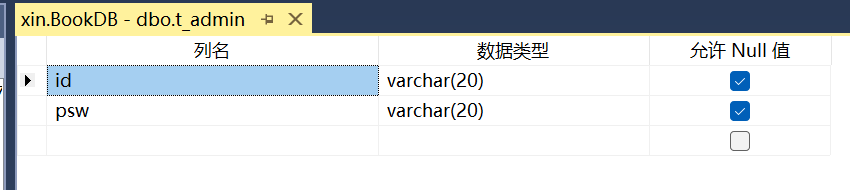 xin.BookDB - dbo.t_admin
列名 数据类型 允许 Null 值
id varchar(20)
psw varchar(20)